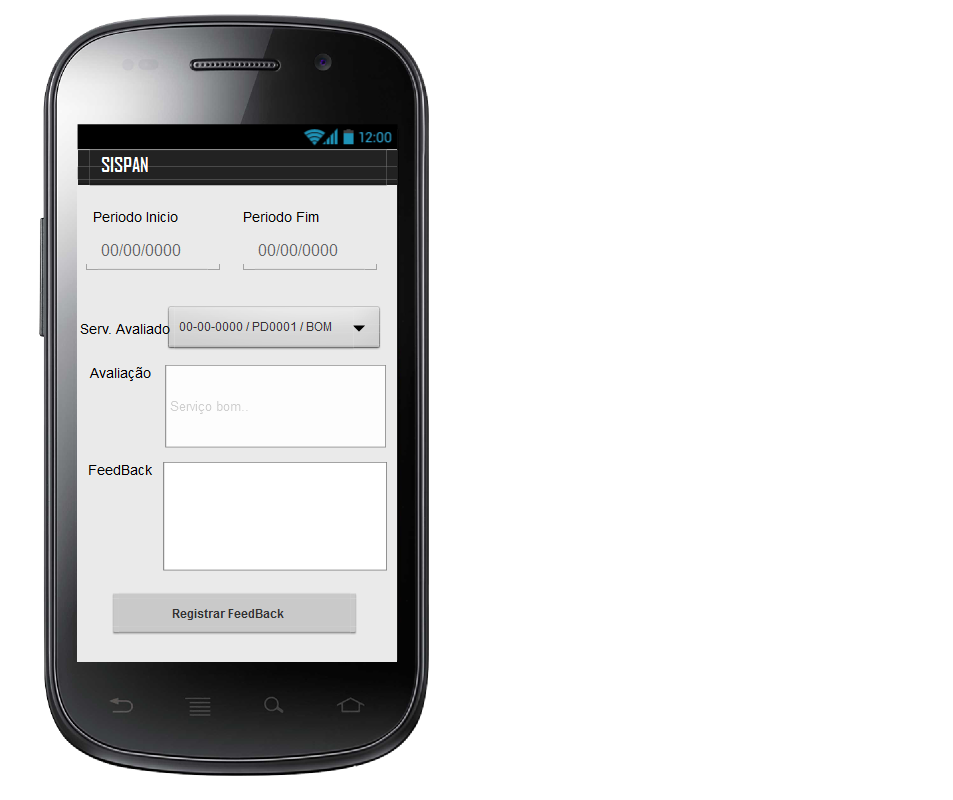 12:00
SISPAN
Periodo Inicio Periodo Fim
00/00/0000 00/00/0000
Serv. Avaliado 00-00-0000 / PD0001 / BOM
Avaliação
Serviço bom..
FeedBack
Registrar FeedBack